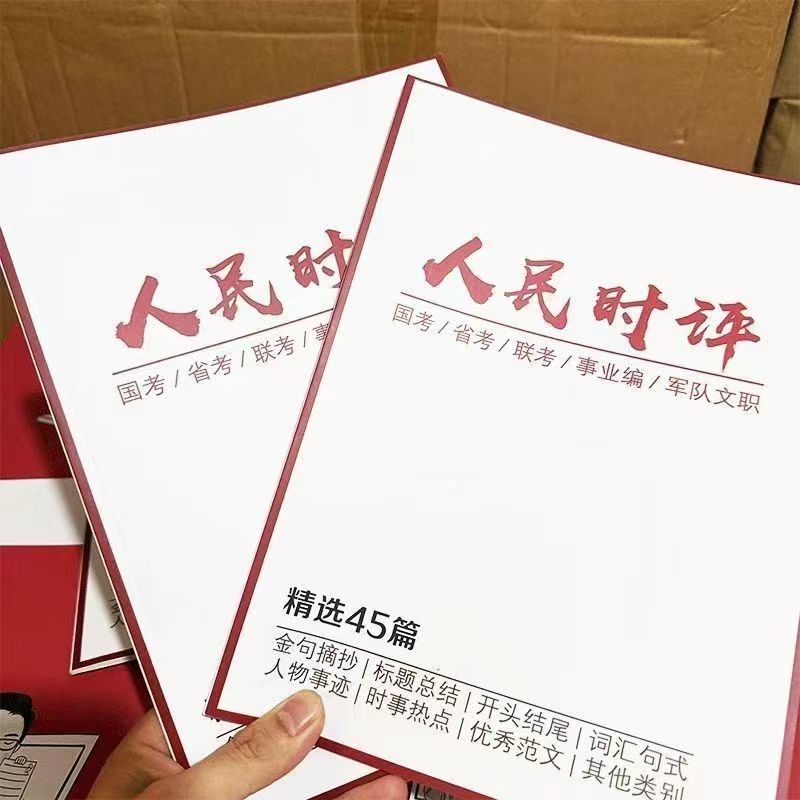 人民时
国考/省考/联考/事
人民时评
国考/省考/联考/事业编/军队文职
精选45篇
金句摘抄|标题总结|开头结尾|词汇句式
人物事迹|时事热点|优秀范文|其他类别